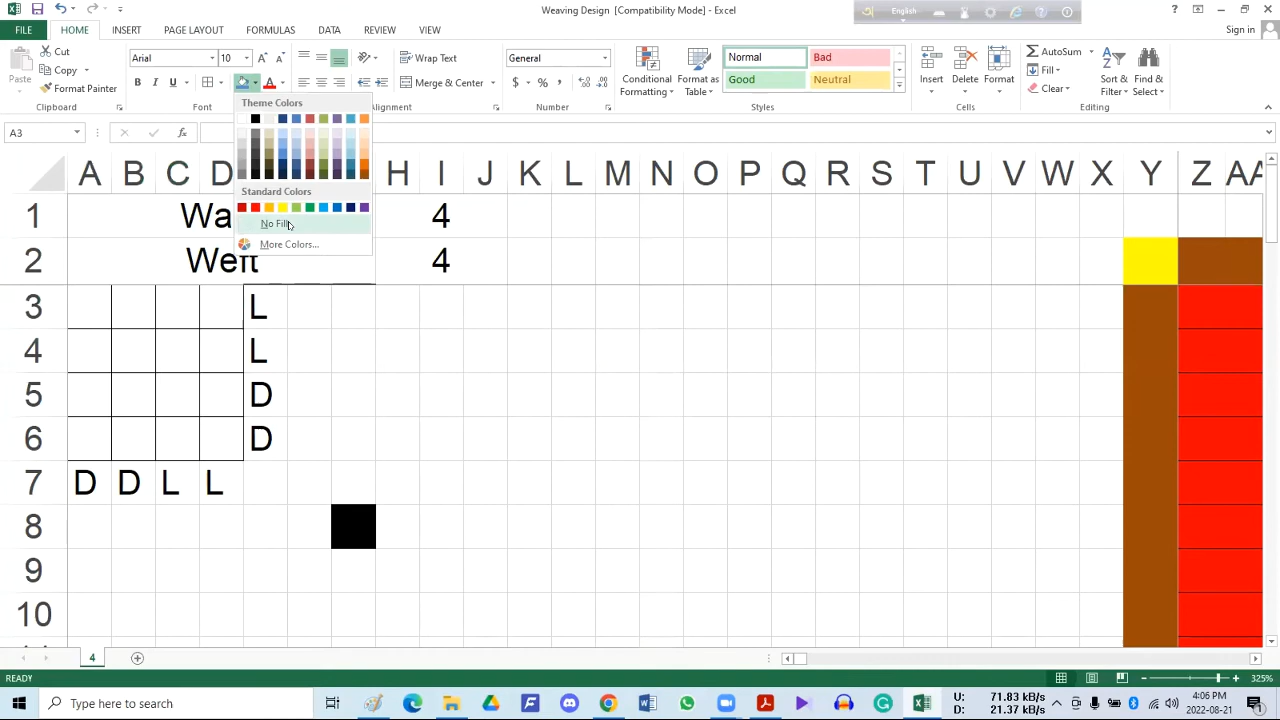 Weaving Design [Compatibility Mode] - Excel
English
Sign in
FILE HOME INSERT PAGE LAYOUT FORMULAS DATA REVIEW VIEW
Paste
Cut
Copy
Format Painter
Clipboard
Arial 10
B I U
Font
Wrap Text
Merge & Center
Alignment
General
$ % ,
Number
Conditional Formatting
Format as Table
Normal Bad
Good Neutral
Styles
Insert Delete Format
Cells
AutoSum
Fill
Clear
Sort & Filter
Find & Select
Editing
Theme Colors
Standard Colors
No Fill
More Colors...
A3
fx
A B C D H I J K L M N O P Q R S T U V W X Y Z AA
1 Wa 4
2 Weft 4
3 L
4 L
5 D
6 D
7 D D L L
8
9
10
4
READY
325%
Type here to search
U: 71.83 kB/s
D: 21.37 kB/s
4:06 PM
2022-08-21